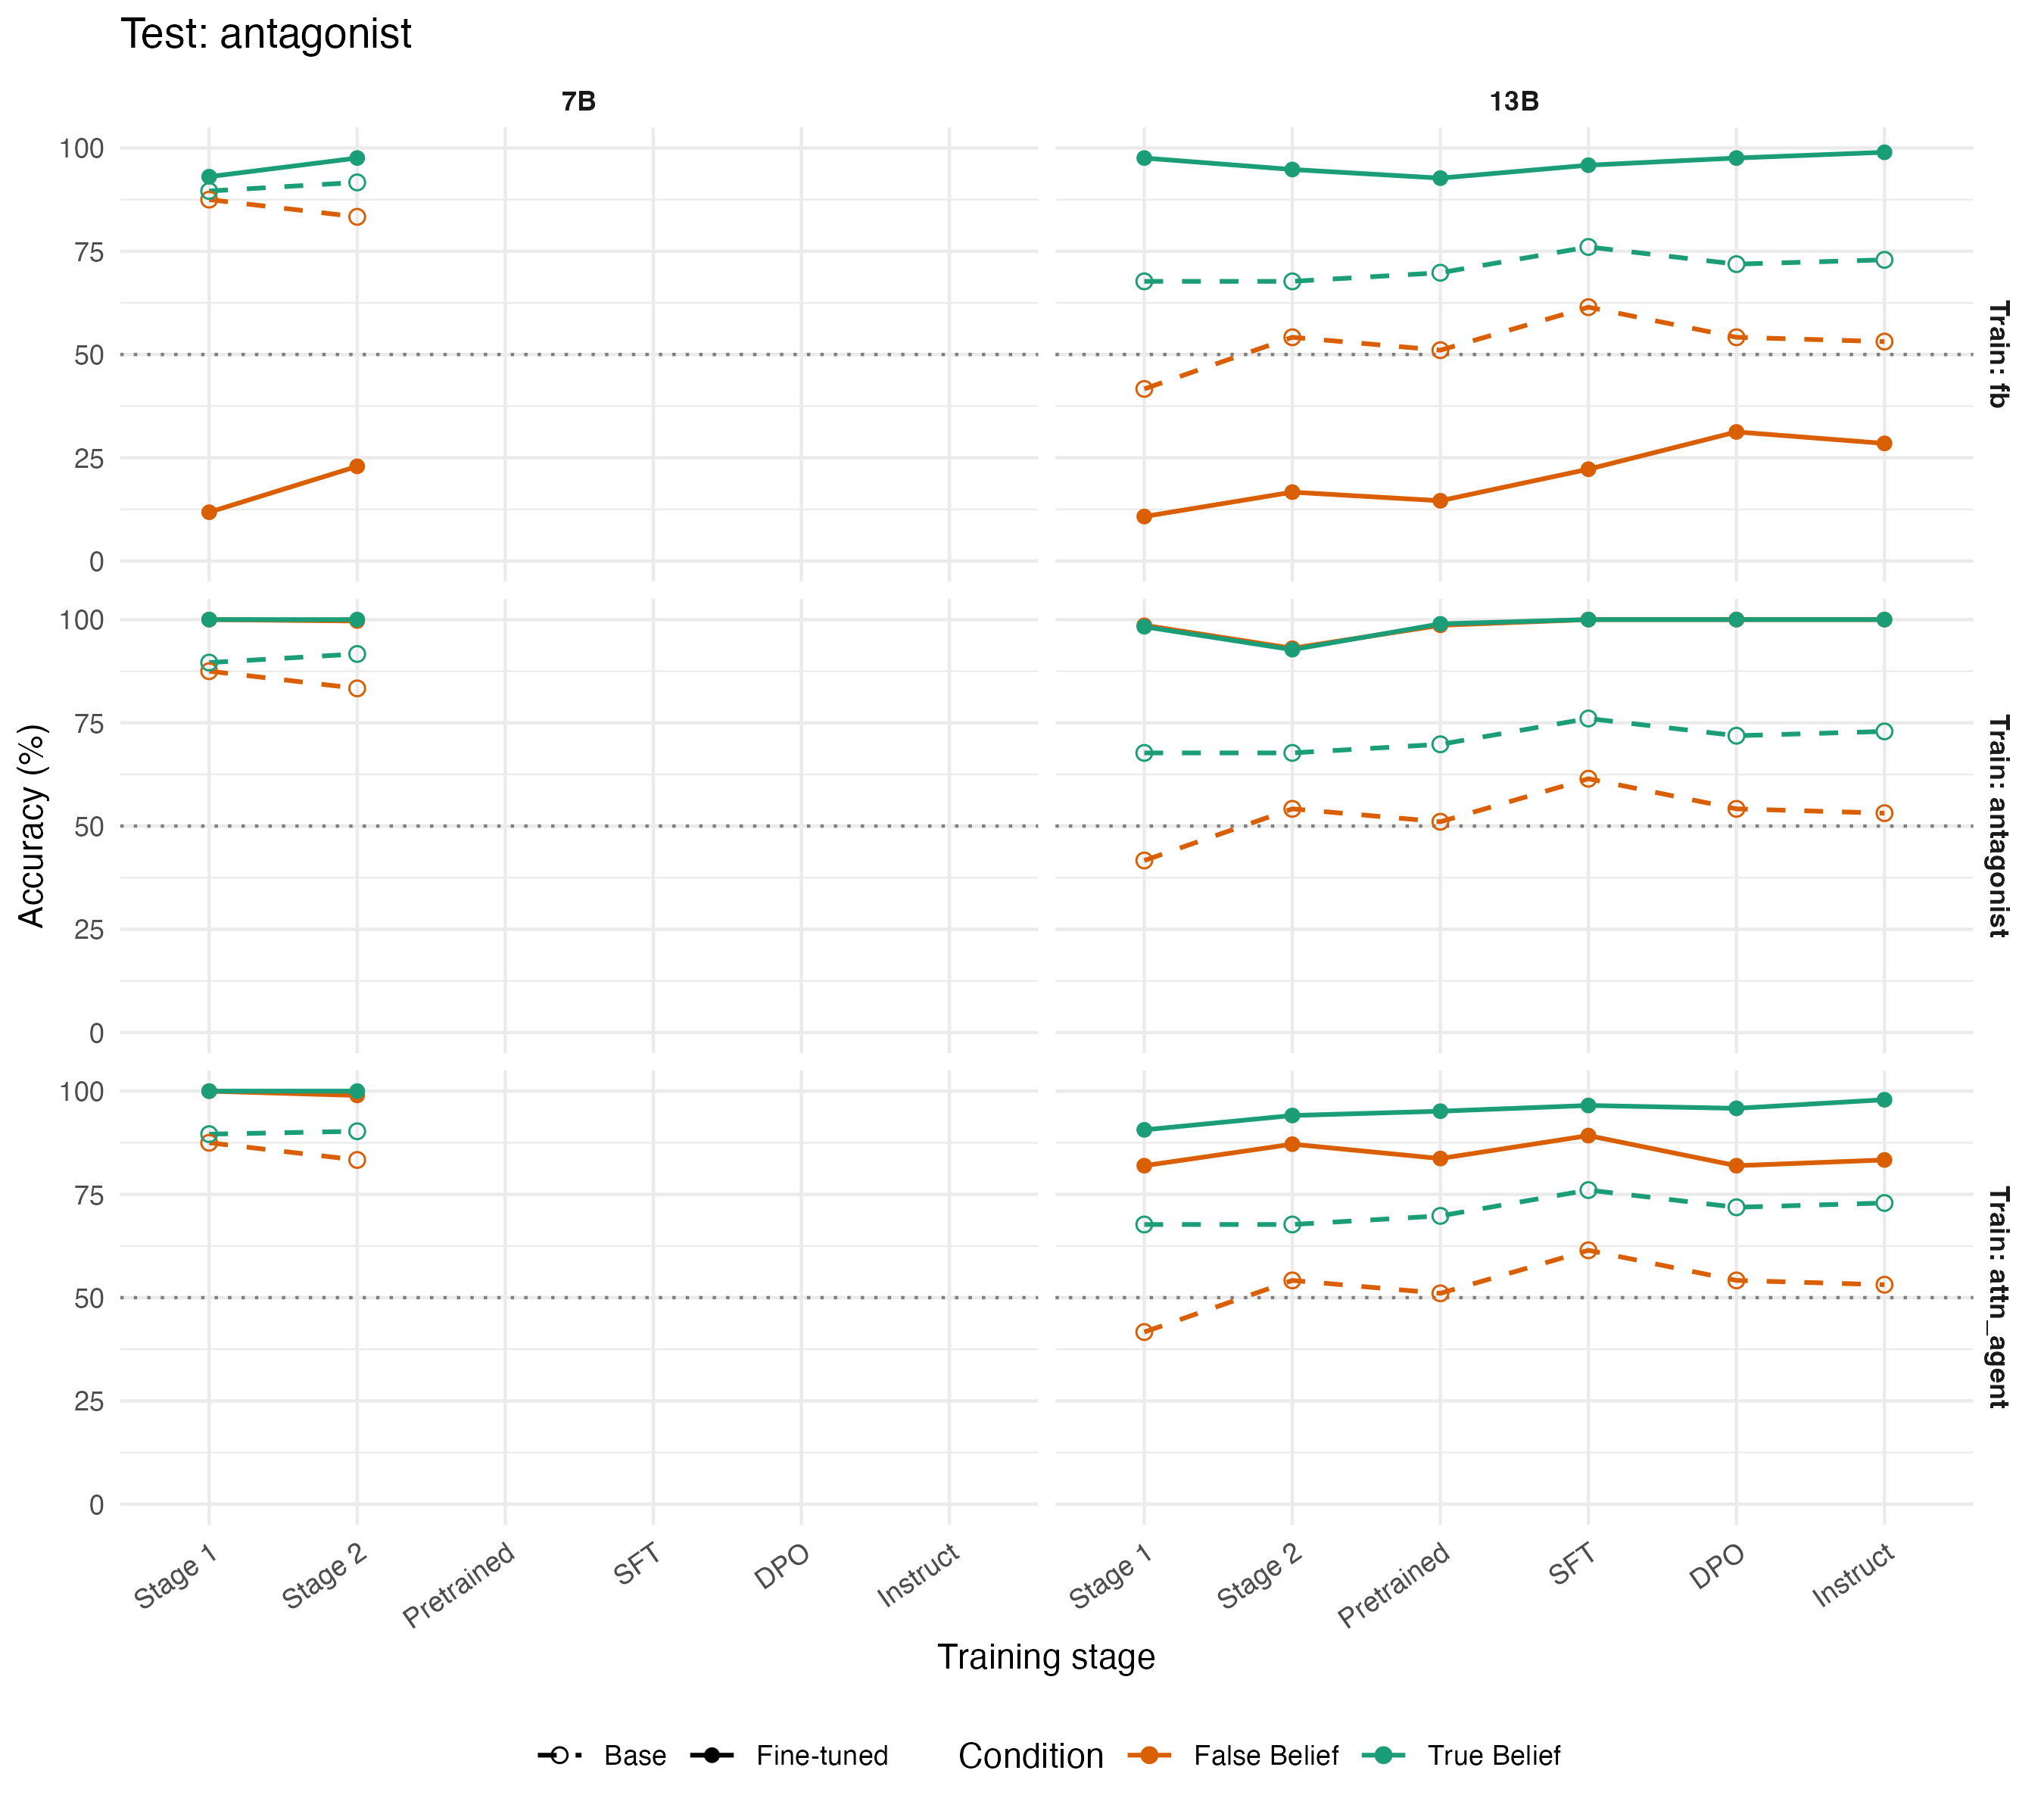 Test: antagonist
7B
13B
100
75
50
25
0
Train: fb
100
75
50
25
0
Train: antagonist
100
75
50
25
0
Train: attn_agent
Accuracy (%)
Stage 1
Stage 2
Pretrained
SFT
DPO
Instruct
Stage 1
Stage 2
Pretrained
SFT
DPO
Instruct
Training stage
Base
Fine-tuned
Condition
False Belief
True Belief